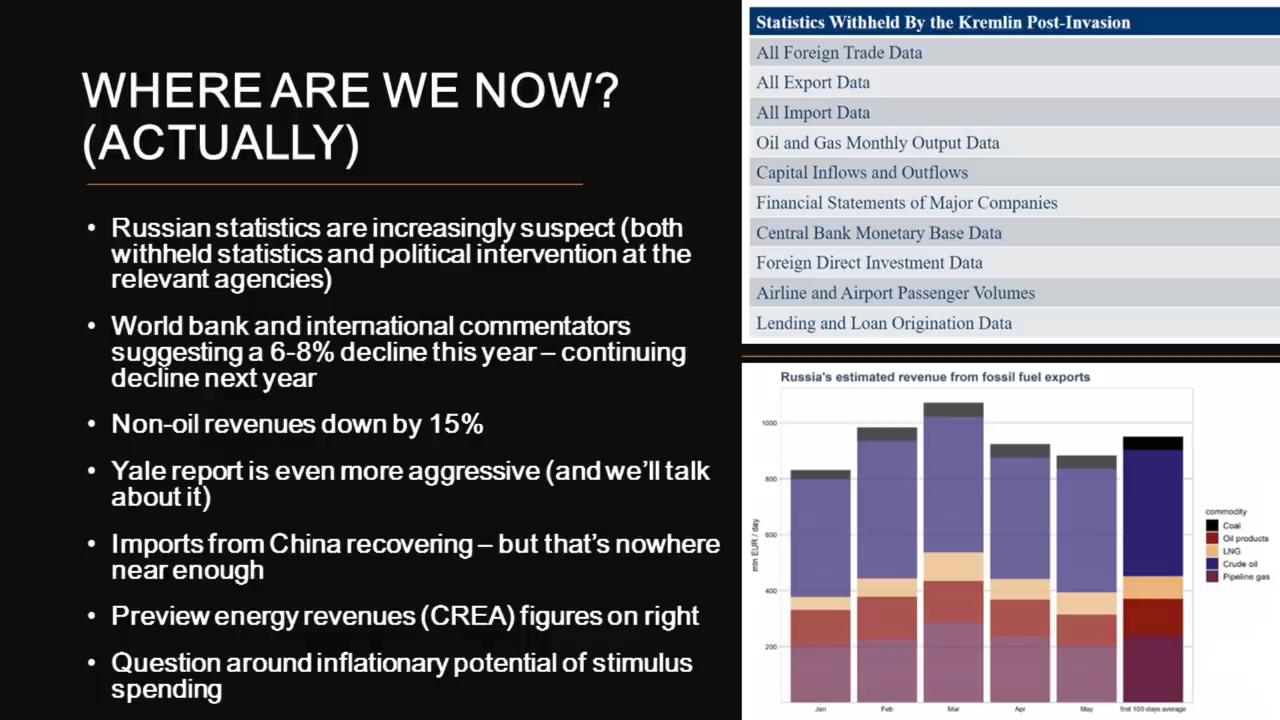 WHERE ARE WE NOW?
(ACTUALLY)
• Russian statistics are increasingly suspect (both
withheld statistics and political intervention at the
relevant agencies)
• World bank and international commentators
suggesting a 6-8% decline this year – continuing
decline next year
• Non-oil revenues down by 15%
• Yale report is even more aggressive (and we'll talk
about it)
• Imports from China recovering – but that's nowhere
near enough
• Preview energy revenues (CREA) figures on right
• Question around inflationary potential of stimulus
spending
Statistics Withheld By the Kremlin Post-Invasion
All Foreign Trade Data
All Export Data
All Import Data
Oil and Gas Monthly Output Data
Capital Inflows and Outflows
Financial Statements of Major Companies
Central Bank Monetary Base Data
Foreign Direct Investment Data
Airline and Airport Passenger Volumes
Lending and Loan Origination Data
Russia's estimated revenue from fossil fuel exports
mln EUR / day
1000
800
600
400
200
Jan Feb Mar Apr May first 100 days average
commodity
Coal
Oil products
LNG
Crude oil
Pipeline gas